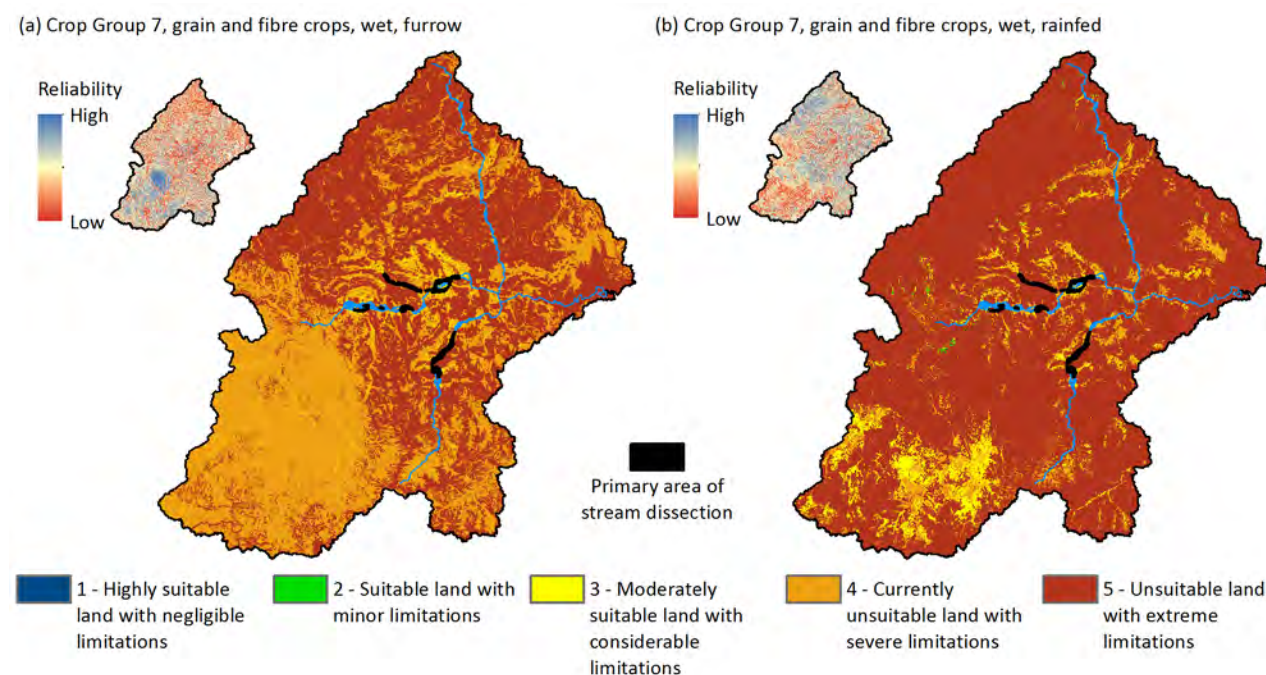 (a) Crop Group 7, grain and fibre crops, wet, furrow
(b) Crop Group 7, grain and fibre crops, wet, rainfed
Reliability
High
Low
Reliability
High
Low
Primary area of
stream dissection
1 - Highly suitable
land with negligible
limitations
2 - Suitable land with
minor limitations
3 - Moderately
suitable land with
considerable
limitations
4 - Currently
unsuitable land with
severe limitations
5 - Unsuitable land
with extreme
limitations